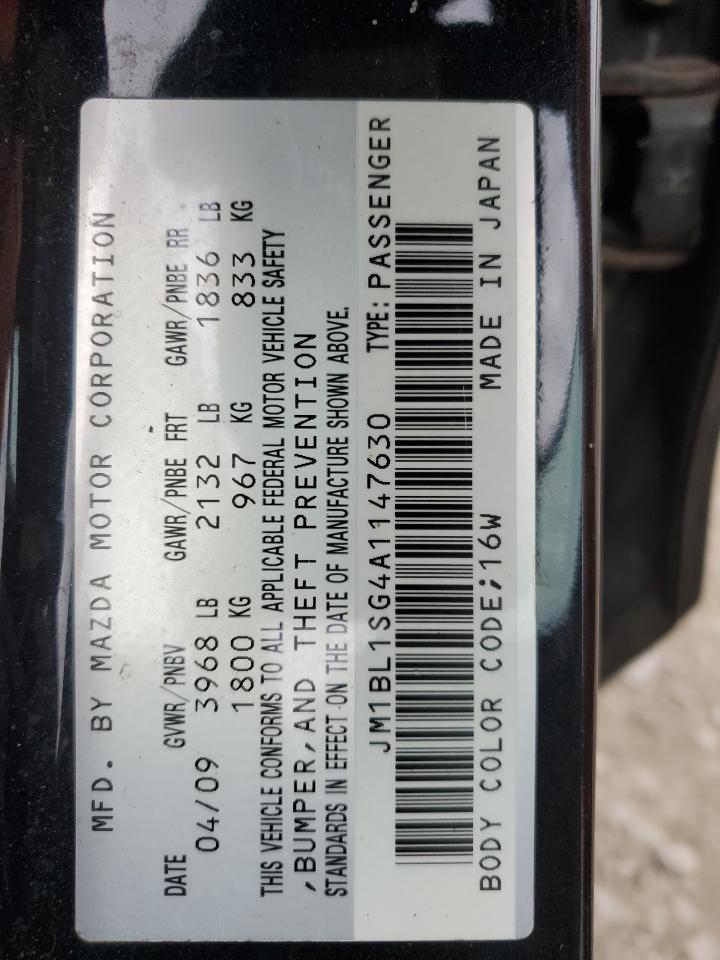 MFD. BY MAZDA MOTOR CORPORATION
DATE GVWR/PNBV GAWR/PNBE FRT GAWR/PNBE RR
04/09 3968 LB 2132 LB 1836 LB
1800 KG 967 KG 833 KG
THIS VEHICLE CONFORMS TO ALL APPLICABLE FEDERAL MOTOR VEHICLE SAFETY
,BUMPER,AND THEFT PREVENTION
STANDARDS IN EFFECT ON THE DATE OF MANUFACTURE SHOWN ABOVE.
JM1BL1SG4A1147630 TYPE: PASSENGER
BODY COLOR CODE;16W MADE IN JAPAN